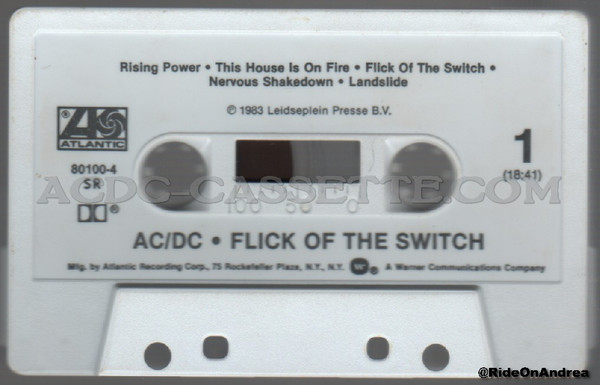 Rising Power • This House Is On Fire • Flick Of The Switch •
Nervous Shakedown • Landslide
℗ 1983 Leidseplein Presse B.V.
ATLANTIC
80100-4
SR
1
(18:41)
ACDC-CASSETTE.COM
100 50 0
AC/DC • FLICK OF THE SWITCH
Mfg. by Atlantic Recording Corp., 75 Rockefeller Plaza, N.Y., N.Y. W ® A Warner Communications Company
@RideOnAndrea